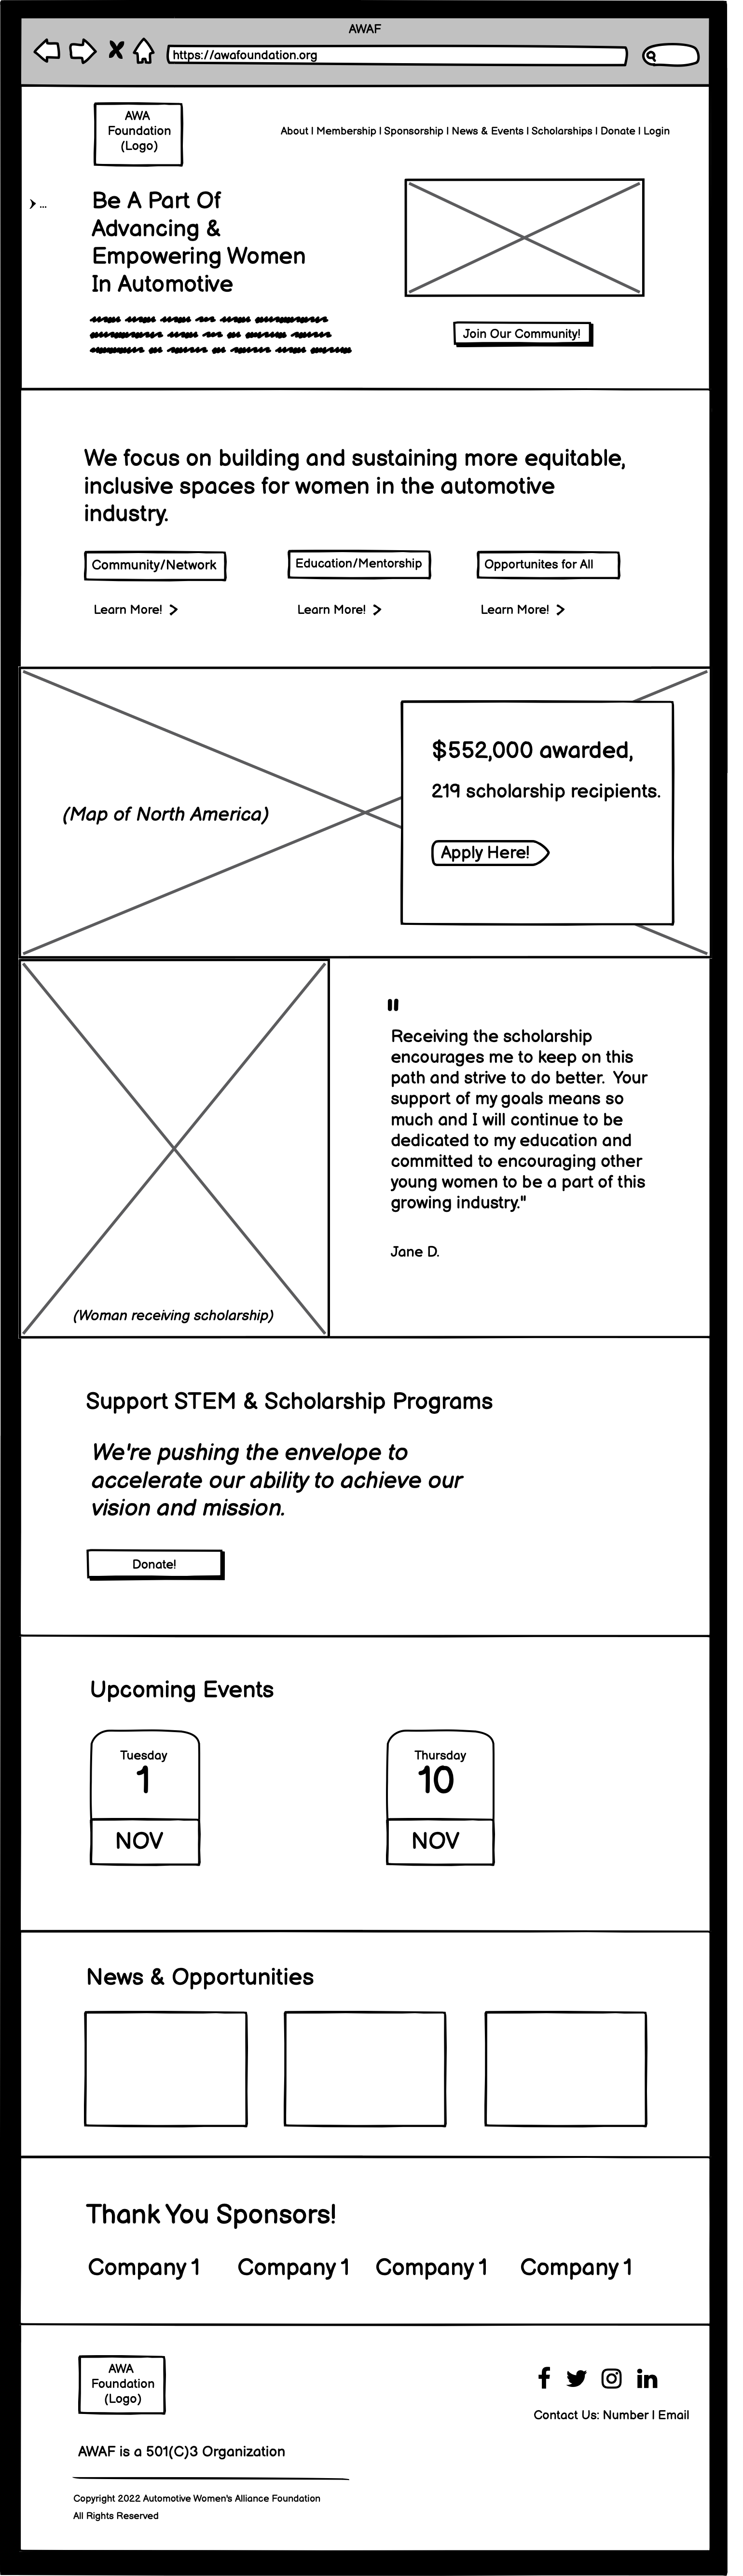 AWAF
https://awafoundation.org
AWA
Foundation
(Logo)
About | Membership | Sponsorship | News & Events | Scholarships | Donate | Login
...
Be A Part Of
Advancing &
Empowering Women
In Automotive
Join Our Community!
We focus on building and sustaining more equitable,
inclusive spaces for women in the automotive
industry.
Community/Network
Education/Mentorship
Opportunites for All
Learn More!
Learn More!
Learn More!
$552,000 awarded,
219 scholarship recipients.
(Map of North America)
Apply Here!
"
Receiving the scholarship
encourages me to keep on this
path and strive to do better. Your
support of my goals means so
much and I will continue to be
dedicated to my education and
committed to encouraging other
young women to be a part of this
growing industry."
Jane D.
(Woman receiving scholarship)
Support STEM & Scholarship Programs
We're pushing the envelope to
accelerate our ability to achieve our
vision and mission.
Donate!
Upcoming Events
Tuesday
1
NOV
Thursday
10
NOV
News & Opportunities
Thank You Sponsors!
Company 1
Company 1
Company 1
Company 1
AWA
Foundation
(Logo)
Contact Us: Number | Email
AWAF is a 501(C)3 Organization
Copyright 2022 Automotive Women's Alliance Foundation
All Rights Reserved